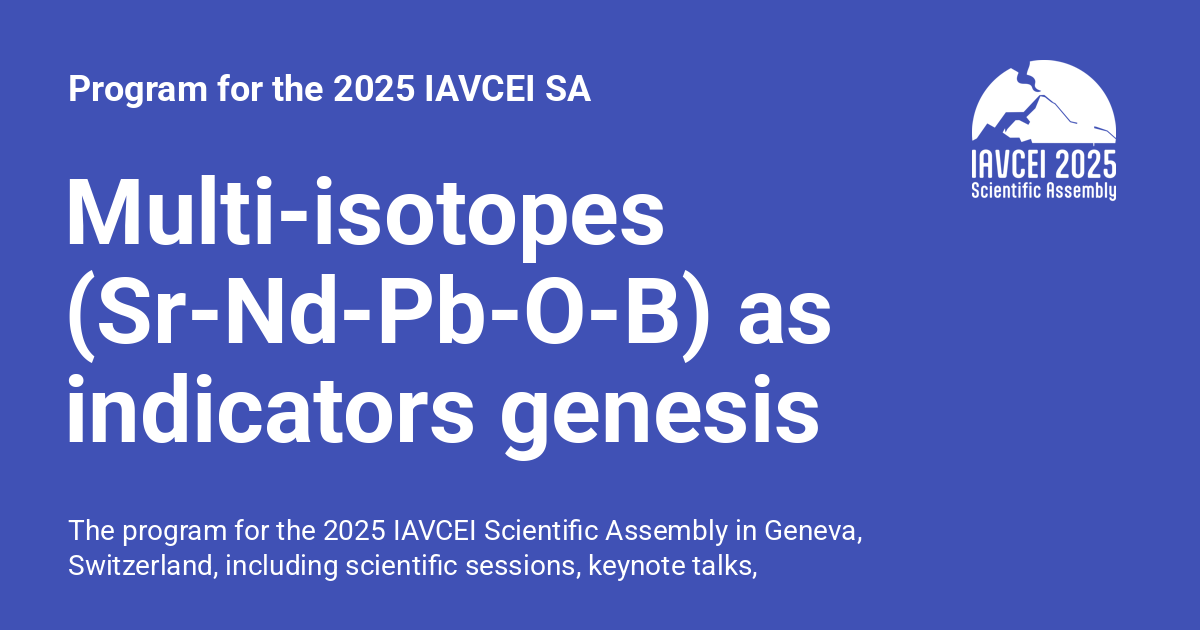 Program for the 2025 IAVCEI SA
IAVCEI 2025
Scientific Assembly
Multi-isotopes
(Sr-Nd-Pb-O-B) as
indicators genesis
The program for the 2025 IAVCEI Scientific Assembly in Geneva,
Switzerland, including scientific sessions, keynote talks,